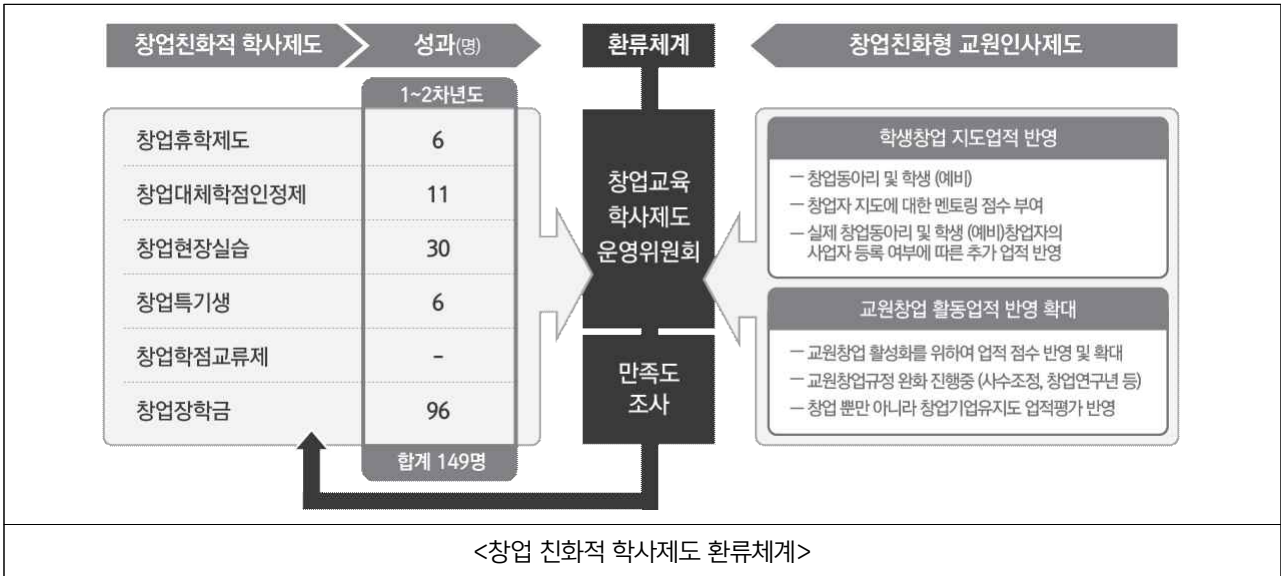 창업친화적 학사제도
성과(명)
환류체계
창업친화형 교원인사제도
1~2차년도
창업휴학제도 6
창업대체학점인정제 11
창업현장실습 30
창업특기생 6
창업학점교류제 -
창업장학금 96
합계 149명
창업교육
학사제도
운영위원회
만족도
조사
학생창업 지도업적 반영
- 창업동아리 및 학생 (예비)
- 창업자 지도에 대한 멘토링 점수 부여
- 실제 창업동아리 및 학생 (예비)창업자의
사업자 등록 여부에 따른 추가 업적 반영
교원창업 활동업적 반영 확대
- 교원창업 활성화를 위하여 업적 점수 반영 및 확대
- 교원창업규정 완화 진행중 (사수조정, 창업연구년 등)
- 창업 뿐만 아니라 창업기업유지도 업적평가 반영
<창업 친화적 학사제도 환류체계>